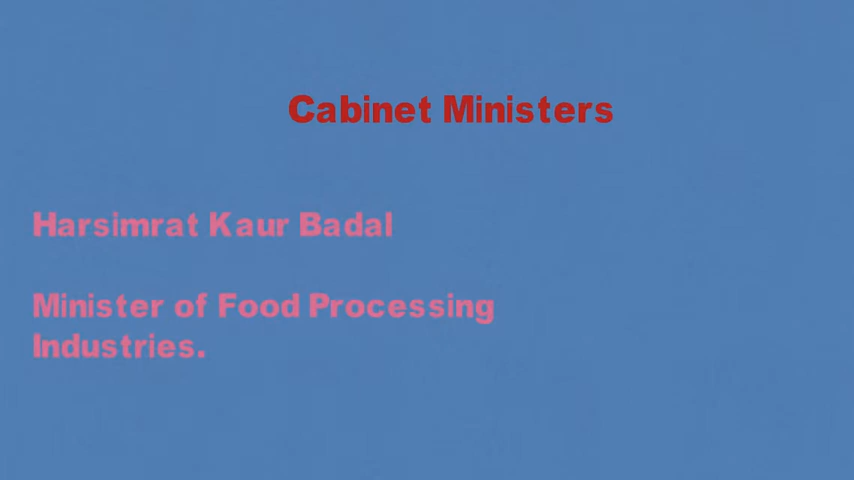 Cabinet Ministers
Harsimrat Kaur Badal
Minister of Food Processing
Industries.